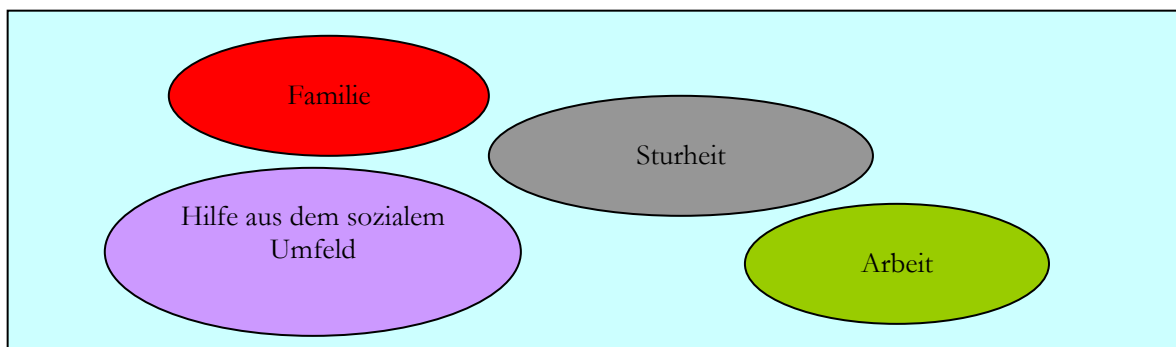 Familie
Sturheit
Hilfe aus dem sozialem
Umfeld
Arbeit